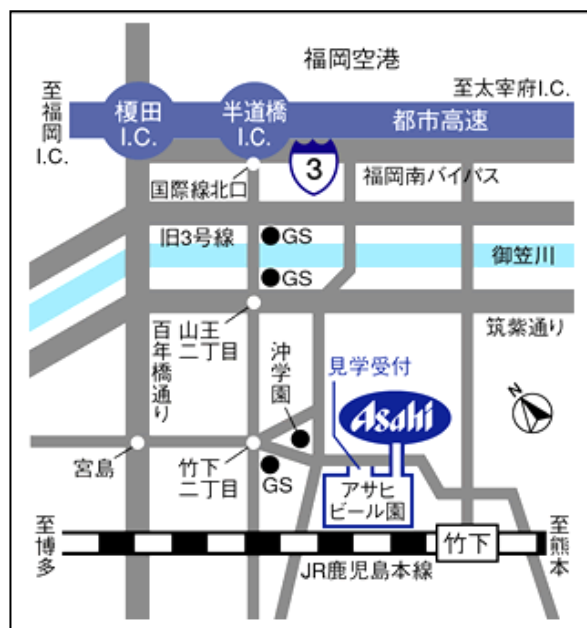 福岡空港
至福岡I.C.
榎田
I.C.
半道橋
I.C.
至太宰府I.C.
都市高速
3
国際線北口
福岡南バイパス
旧3号線
GS
御笠川
GS
百年橋通り
山王
二丁目
筑紫通り
沖学園
見学受付
Asahi
N
宮島
竹下
二丁目
GS
アサヒ
ビール園
至博多
竹下
至熊本
JR鹿児島本線